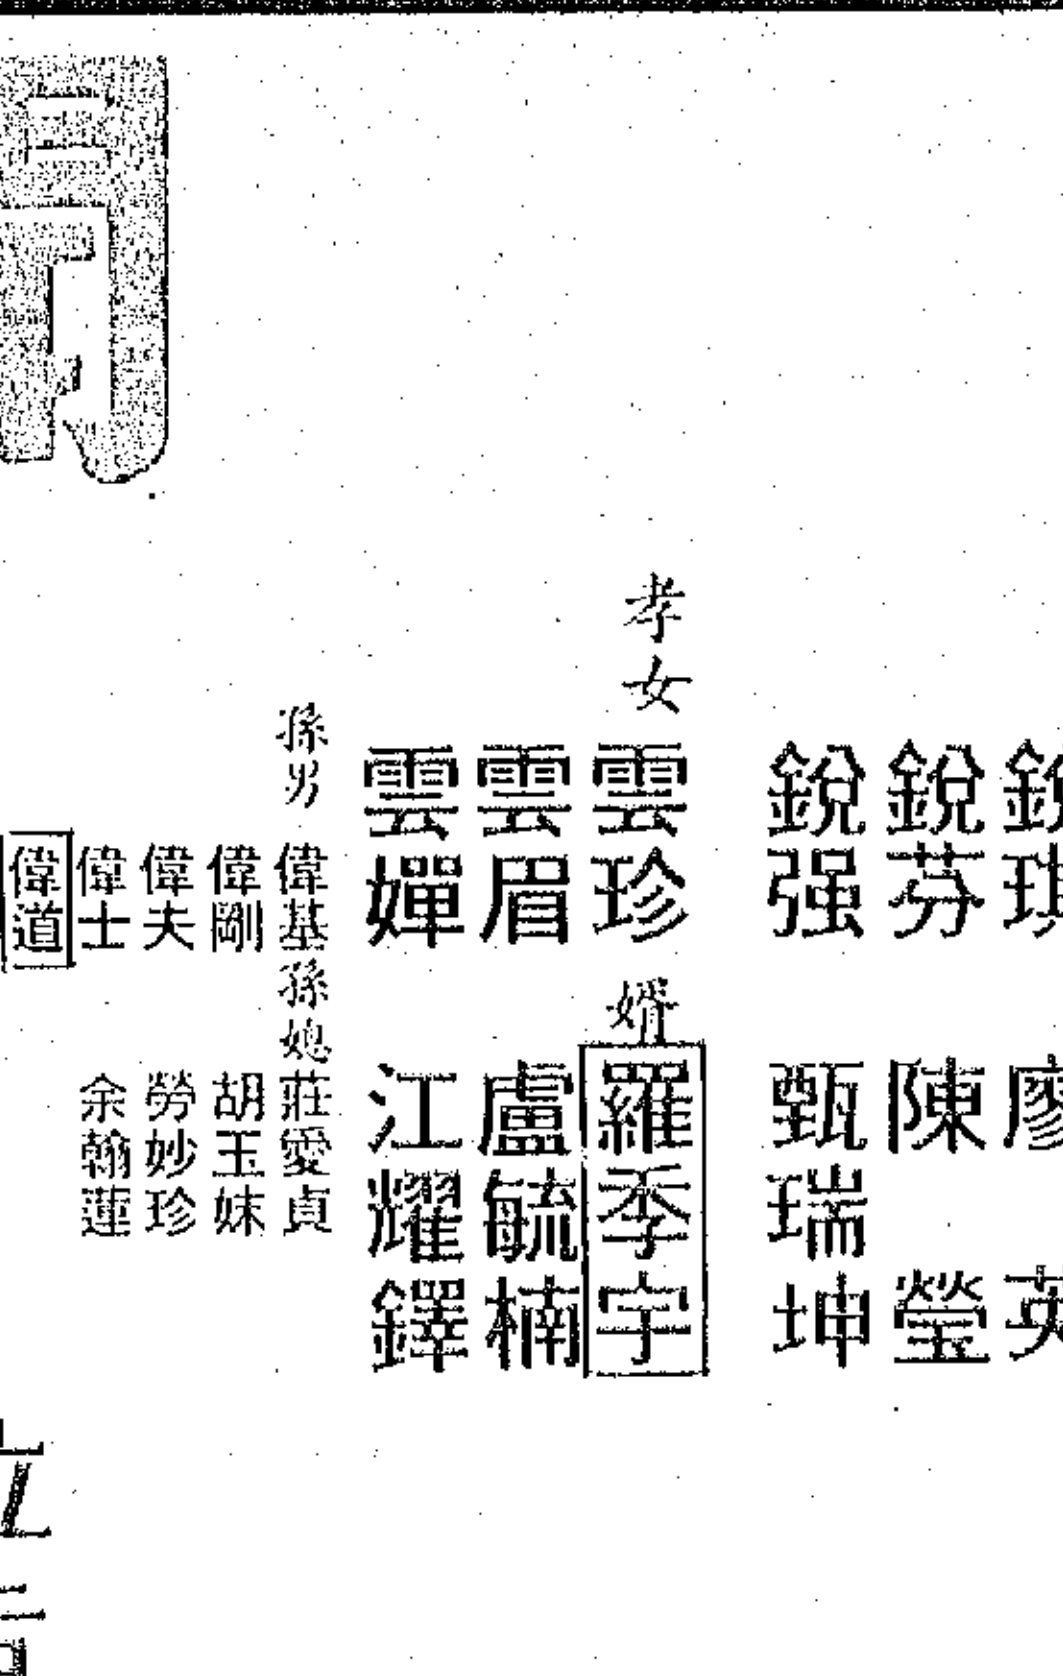 銳
廖
銳芬 陳瑩
銳强 甄瑞坤
孝女 雲珍 婿 羅季宇
雲眉 盧毓楠
雲嬋 江耀鐸
孫男 偉基 孫媳 莊愛貞
偉剛 胡玉妹
偉夫 勞妙珍
偉士 余翰蓮
偉道